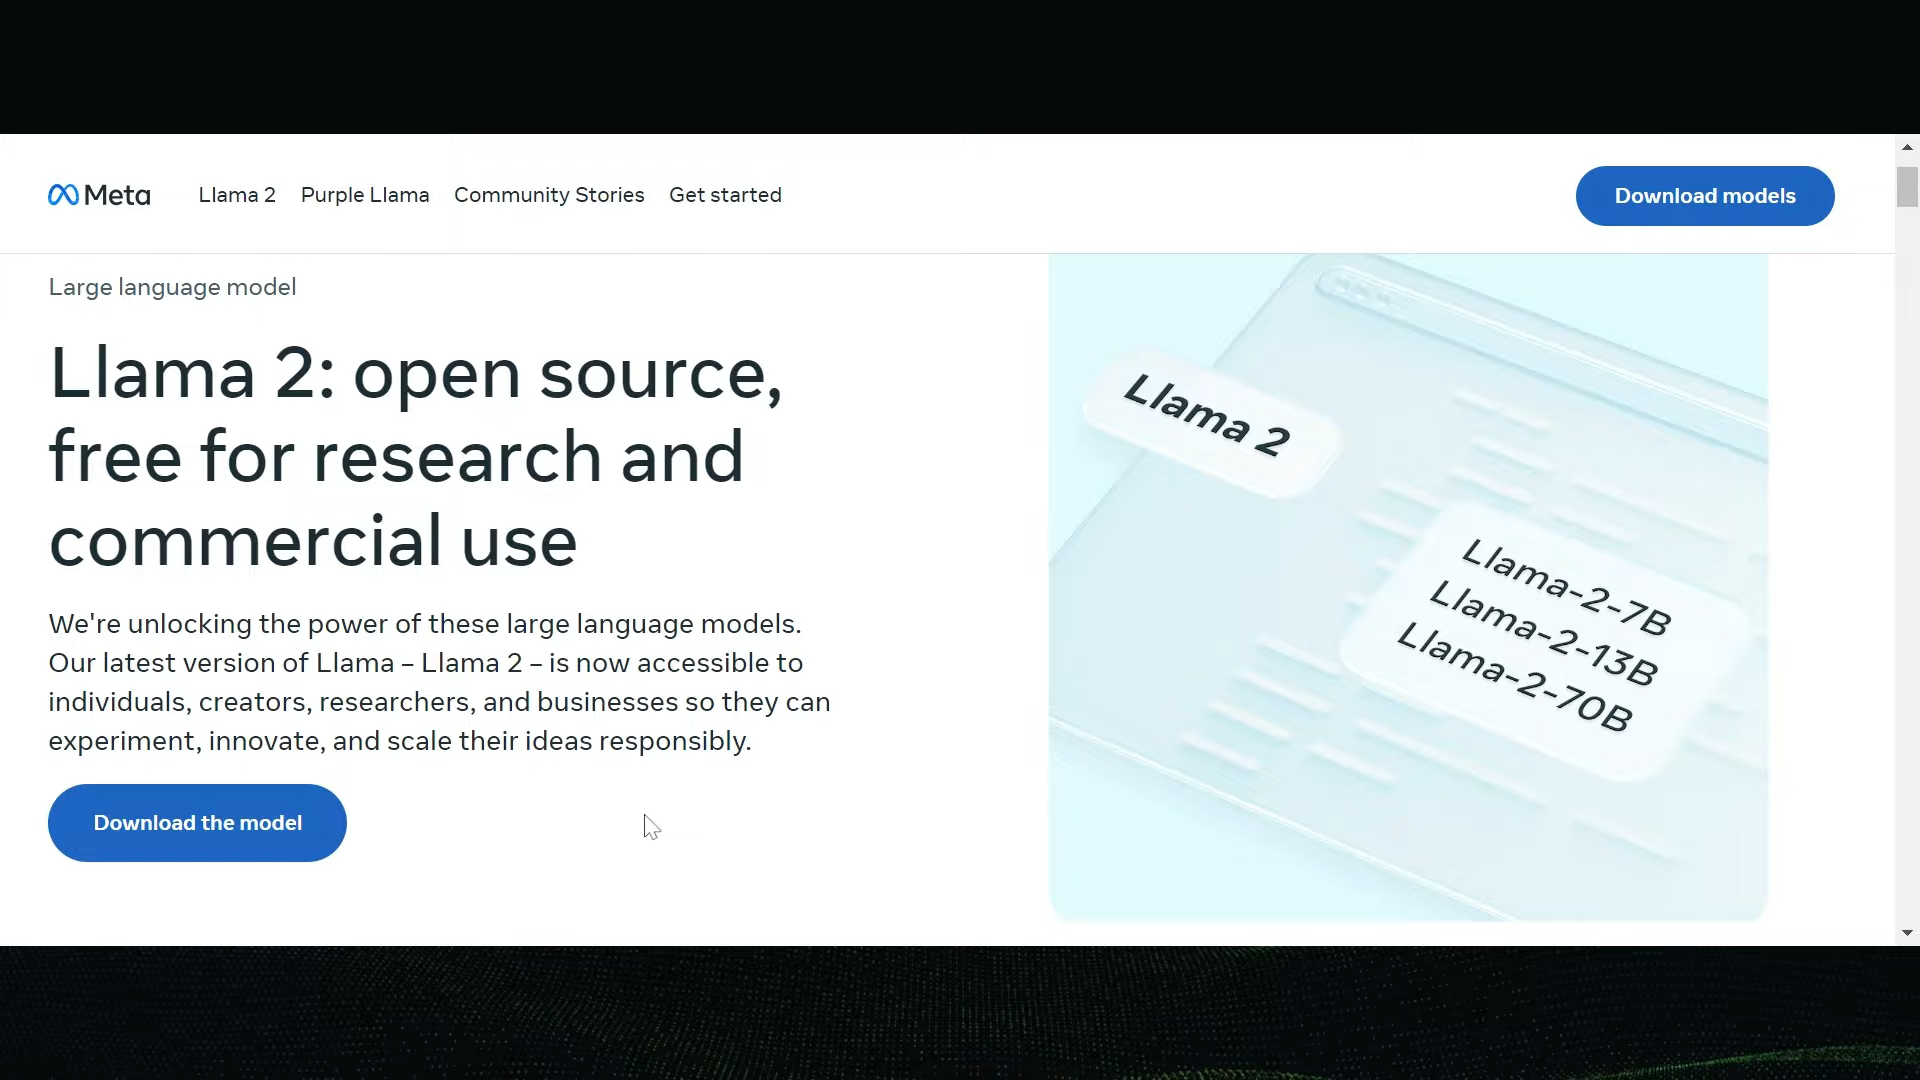 Meta
Llama 2
Purple Llama
Community Stories
Get started
Download models
Large language model
Llama 2: open source,
free for research and
commercial use
We're unlocking the power of these large language models.
Our latest version of Llama – Llama 2 – is now accessible to
individuals, creators, researchers, and businesses so they can
experiment, innovate, and scale their ideas responsibly.
Download the model
Llama 2
Llama-2-7B
Llama-2-13B
Llama-2-70B